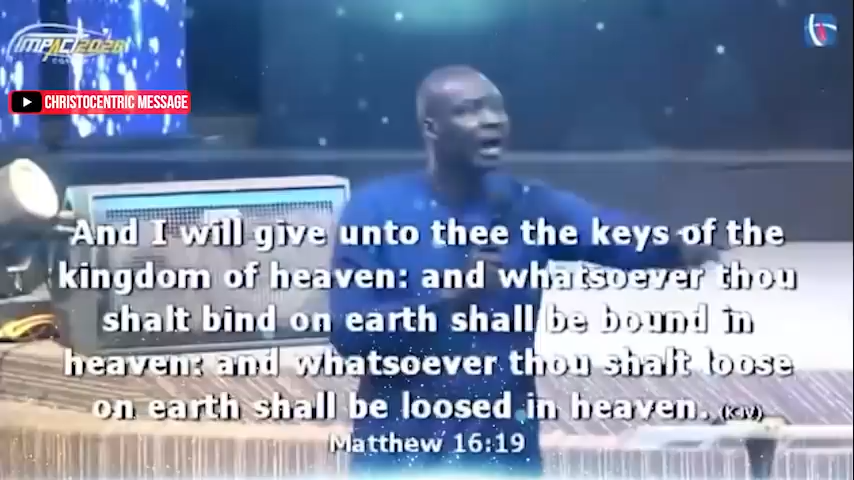 IMPACT2026
CHRISTOCENTRIC MESSAGE
And I will give unto thee the keys of the
kingdom of heaven: and whatsoever thou
shalt bind on earth shall be bound in
heaven: and whatsoever thou shalt loose
on earth shall be loosed in heaven. (KJV)
Matthew 16:19